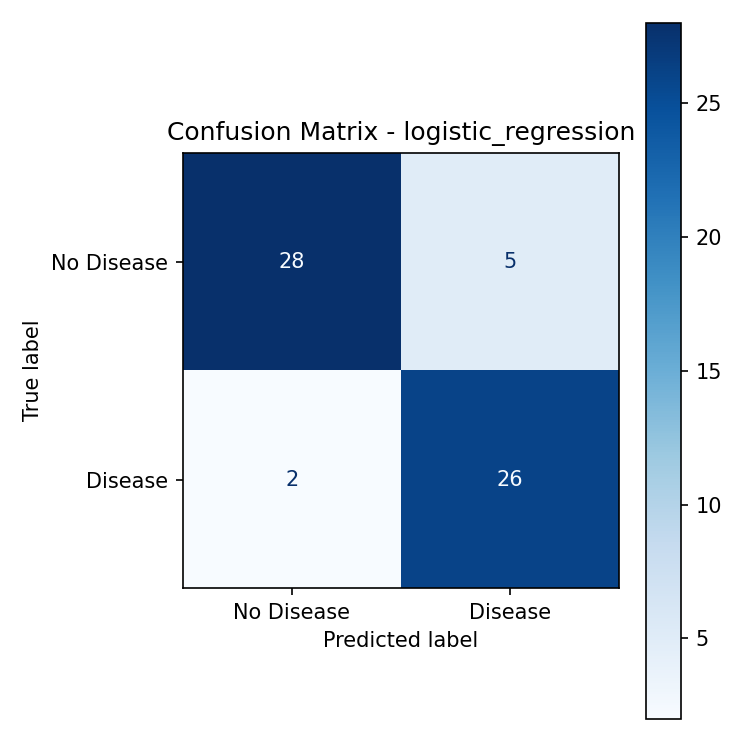 Confusion Matrix - logistic_regression
True label
No Disease
28
5
Disease
2
26
No Disease
Disease
Predicted label
25
20
15
10
5